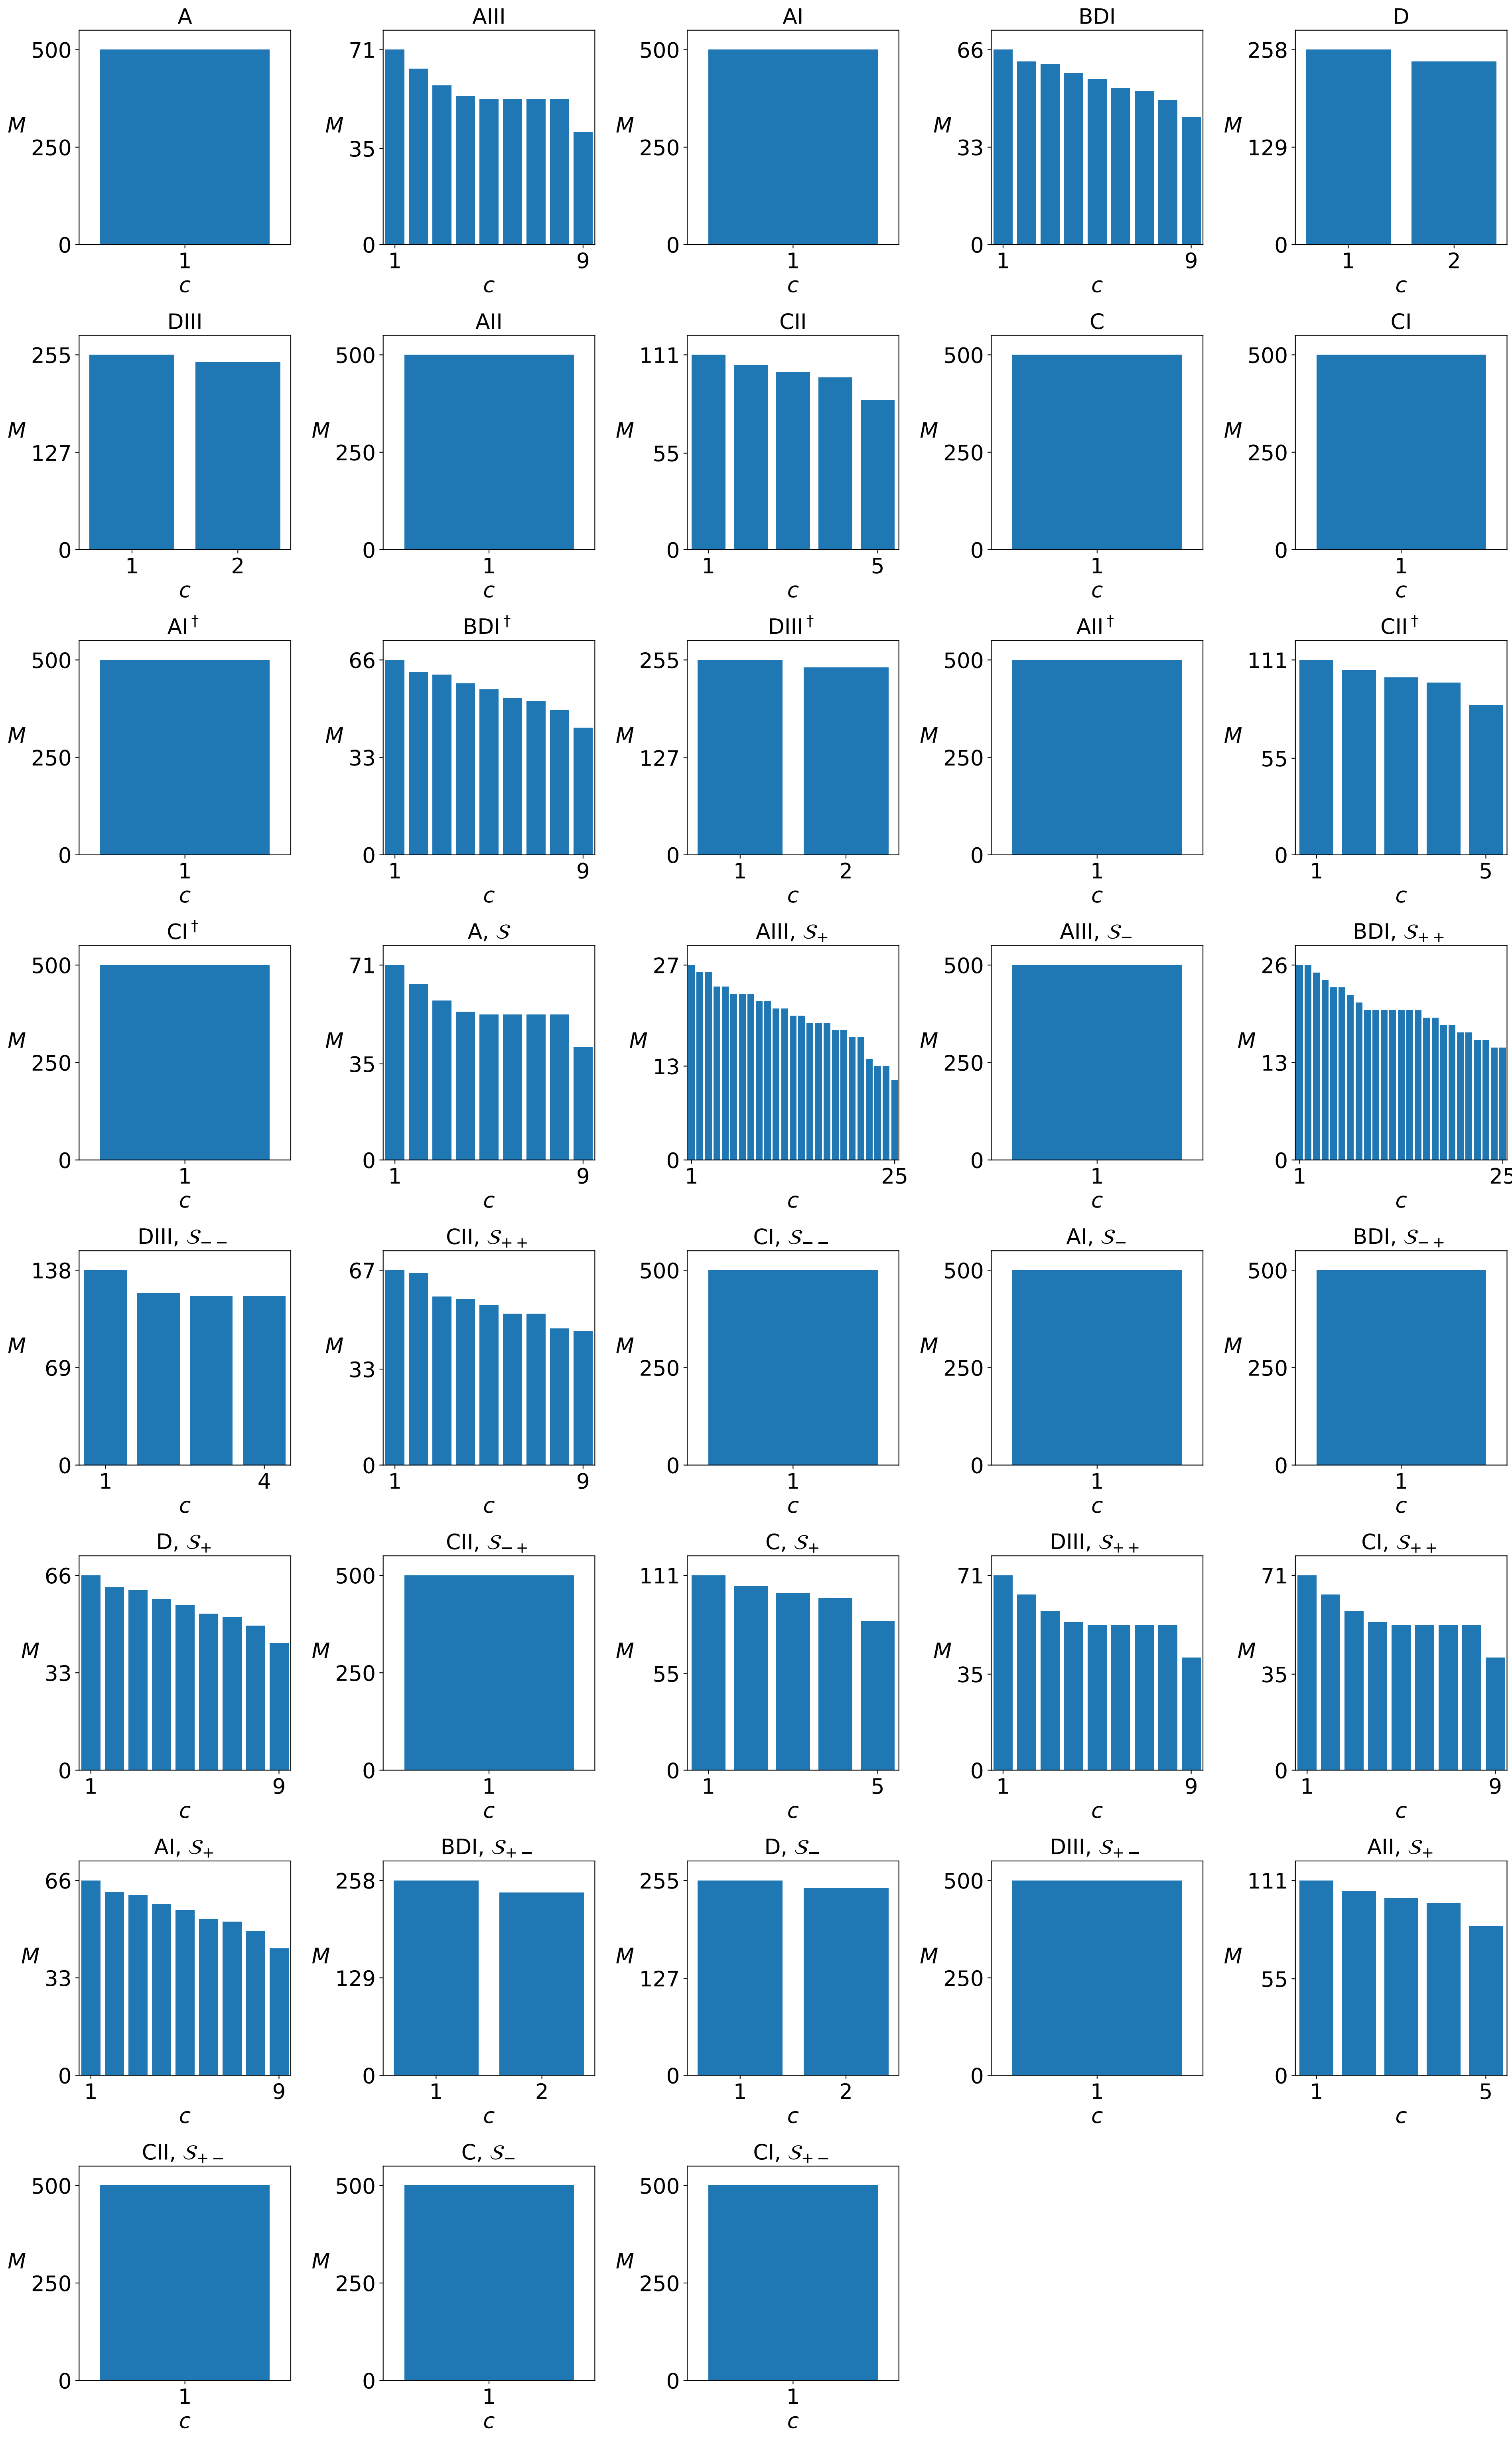 A
500
M
250
0
1
c
AIII
71
M
35
0
1 9
c
AI
500
M
250
0
1
c
BDI
66
M
33
0
1 9
c
D
258
M
129
0
1 2
c
DIII
255
M
127
0
1 2
c
AII
500
M
250
0
1
c
CII
111
M
55
0
1 5
c
C
500
M
250
0
1
c
CI
500
M
250
0
1
c
AI†
500
M
250
0
1
c
BDI†
66
M
33
0
1 9
c
DIII†
255
M
127
0
1 2
c
AII†
500
M
250
0
1
c
CII†
111
M
55
0
1 5
c
CI†
500
M
250
0
1
c
A, 𝒮
71
M
35
0
1 9
c
AIII, 𝒮₊
27
M
13
0
1 25
c
AIII, 𝒮₋
500
M
250
0
1
c
BDI, 𝒮₊₊
26
M
13
0
1 25
c
DIII, 𝒮₋₋
138
M
69
0
1 4
c
CII, 𝒮₊₊
67
M
33
0
1 9
c
CI, 𝒮₋₋
500
M
250
0
1
c
AI, 𝒮₋
500
M
250
0
1
c
BDI, 𝒮₋₊
500
M
250
0
1
c
D, 𝒮₊
66
M
33
0
1 9
c
CII, 𝒮₋₊
500
M
250
0
1
c
C, 𝒮₊
111
M
55
0
1 5
c
DIII, 𝒮₊₊
71
M
35
0
1 9
c
CI, 𝒮₊₊
71
M
35
0
1 9
c
AI, 𝒮₊
66
M
33
0
1 9
c
BDI, 𝒮₊₋
258
M
129
0
1 2
c
D, 𝒮₋
255
M
127
0
1 2
c
DIII, 𝒮₊₋
500
M
250
0
1
c
AII, 𝒮₊
111
M
55
0
1 5
c
CII, 𝒮₊₋
500
M
250
0
1
c
C, 𝒮₋
500
M
250
0
1
c
CI, 𝒮₊₋
500
M
250
0
1
c